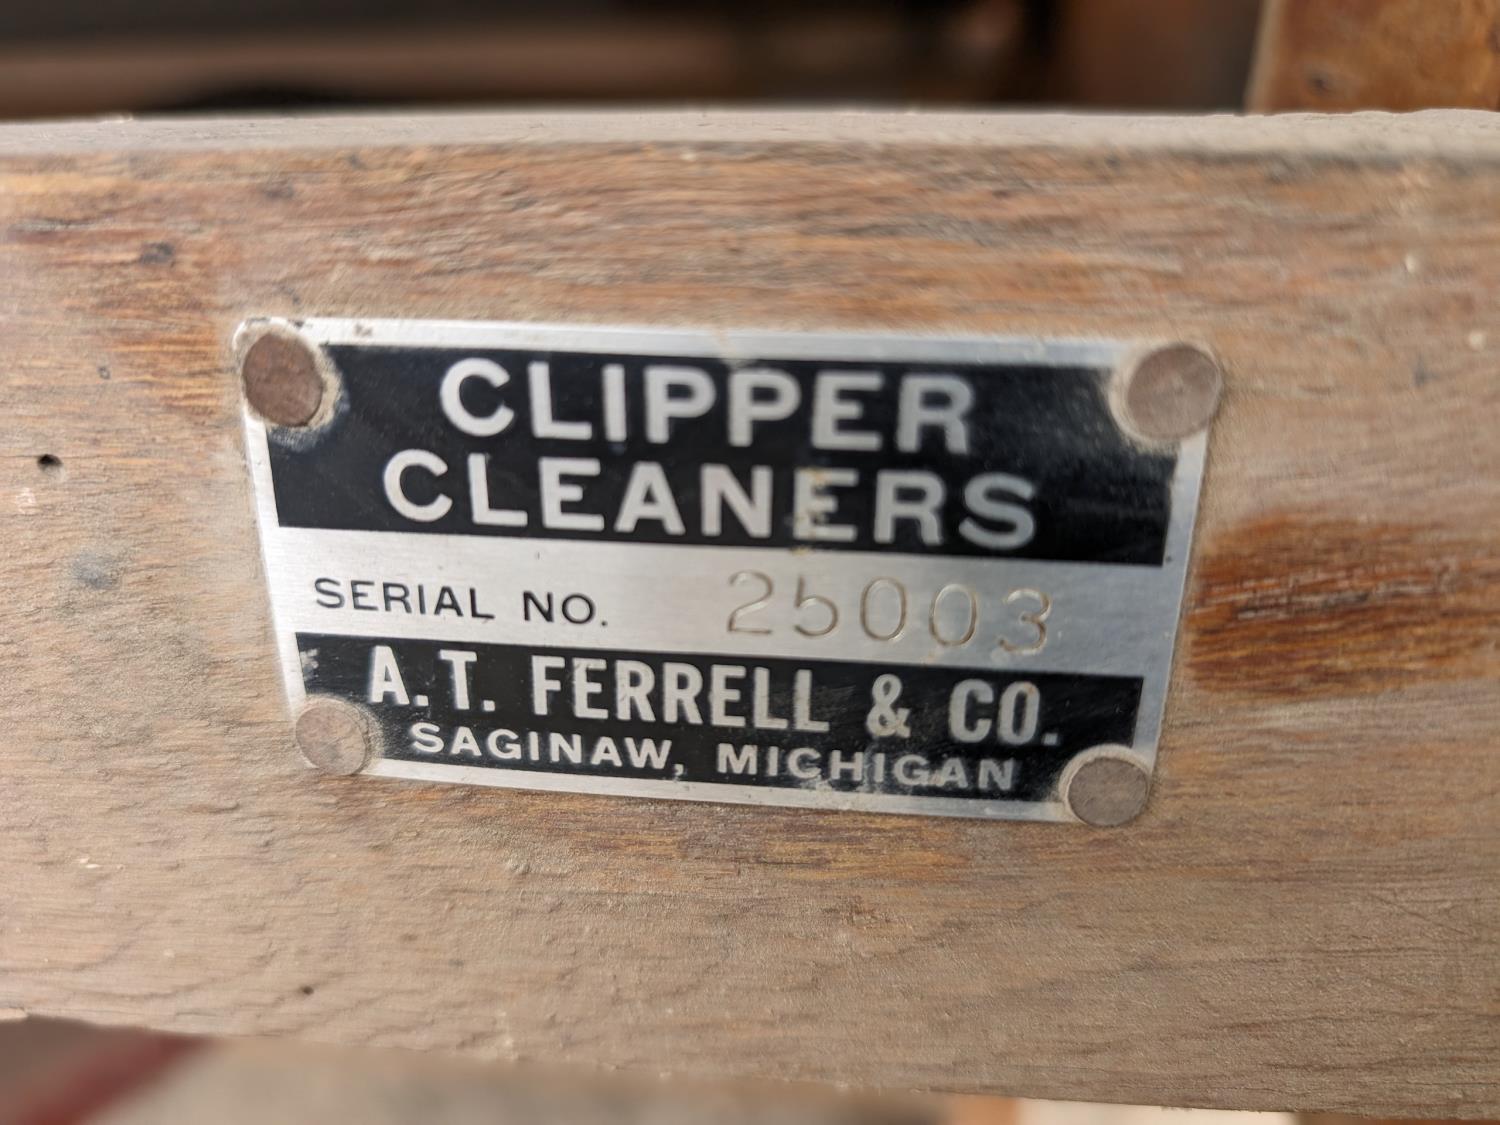 CLIPPER
CLEANERS
SERIAL NO. 25003
A. T. FERRELL & CO.
SAGINAW, MICHIGAN